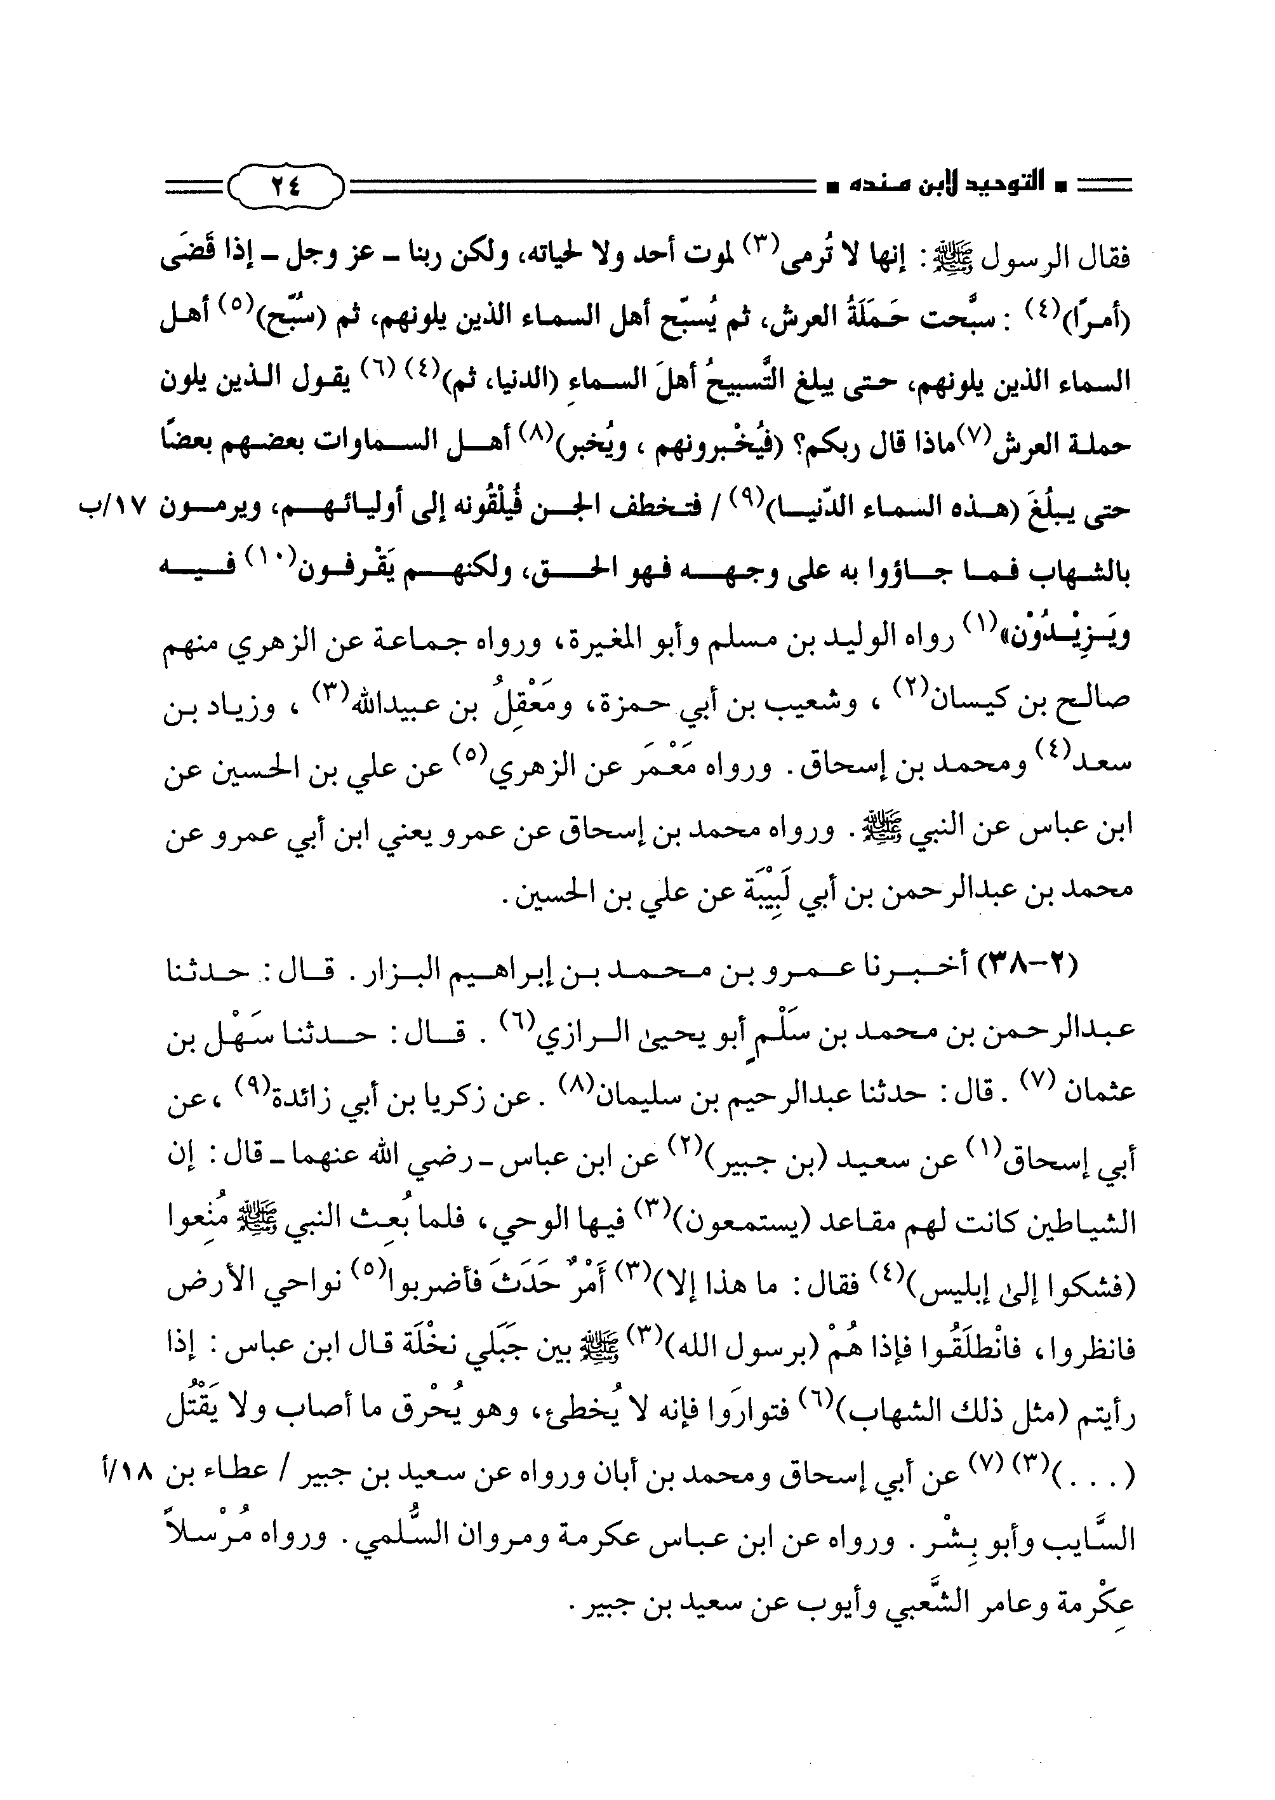 التوحيد لابن منده ٢٤
فقال الرسول ﷺ: إنها لا تُرمى(٣) لموت أحد ولا لحياته، ولكن ربنا ـ عز وجل ـ إذا قَضَى
(أمرًا)(٤) : سبَّحت حَمَلَةُ العرش، ثم يُسبّح أهل السماء الذين يلونهم، ثم (سُبّح)(٥) أهل
السماء الذين يلونهم، حتى يبلغ التَّسبيحُ أهلَ السماءِ (الدنيا، ثم)(٤) (٦) يقول الذين يلون
حملة العرش(٧) ماذا قال ربكم؟ (فيُخْبرونهم ، ويُخبر)(٨) أهل السماوات بعضهم بعضًا
حتى يبلُغَ (هذه السماء الدّنيا)(٩) / فتخطف الجن فُيلْقُونه إلى أوليائهم، ويرمون ١٧/ب
بالشهاب فما جاؤوا به على وجهه فهو الحق، ولكنهم يَقْرفون(١٠) فيه
ويَزِيْدُوْن»(١) رواه الوليد بن مسلم وأبو المغيرة، ورواه جماعة عن الزهري منهم
صالح بن كيسان(٢) ، وشعيب بن أبي حمزة، ومَعْقِلُ بن عبيدالله(٣) ، وزياد بن
سعد(٤) ومحمد بن إسحاق. ورواه مَعْمَر عن الزهري(٥) عن علي بن الحسين عن
ابن عباس عن النبي ﷺ. ورواه محمد بن إسحاق عن عمرو يعني ابن أبي عمرو عن
محمد بن عبدالرحمن بن أبي لَبِيْبَة عن علي بن الحسين.
(٢-٣٨) أخبرنا عمرو بن محمد بن إبراهيم البزار. قال: حدثنا
عبدالرحمن بن محمد بن سَلْمٍ أبو يحيىٰ الرازي(٦) . قال: حدثنا سَهْل بن
عثمان (٧) . قال: حدثنا عبدالرحيم بن سليمان(٨) . عن زكريا بن أبي زائدة(٩) ، عن
أبي إسحاق(١) عن سعيد (بن جبير)(٢) عن ابن عباس ـ رضي الله عنهما ـ قال: إن
الشياطين كانت لهم مقاعد (يستمعون)(٣) فيها الوحي، فلما بُعِث النبي ﷺ مُنِعوا
(فشكوا إلىٰ إبليس)(٤) فقال: ما هذا إلا)(٣) أَمْرٌ حَدَثَ فأضربوا(٥) نواحي الأرض
فانظروا، فانْطلَقُوا فإذا هُمْ (برسول الله)(٣) ﷺ بين جَبَلي نخْلَة قال ابن عباس: إذا
رأيتم (مثل ذلك الشهاب)(٦) فتوارَوا فإنه لا يُخطئ، وهو يُحْرق ما أصاب ولا يَقْتُل
(...)(٣) (٧) عن أبي إسحاق ومحمد بن أبان ورواه عن سعيد بن جبير / عطاء بن ١٨/أ
السَّايب وأبو بِشْر. ورواه عن ابن عباس عكرمة ومروان السُّلمي. ورواه مُرْسلاً
عِكْرمة وعامر الشَّعبي وأيوب عن سعيد بن جبير.